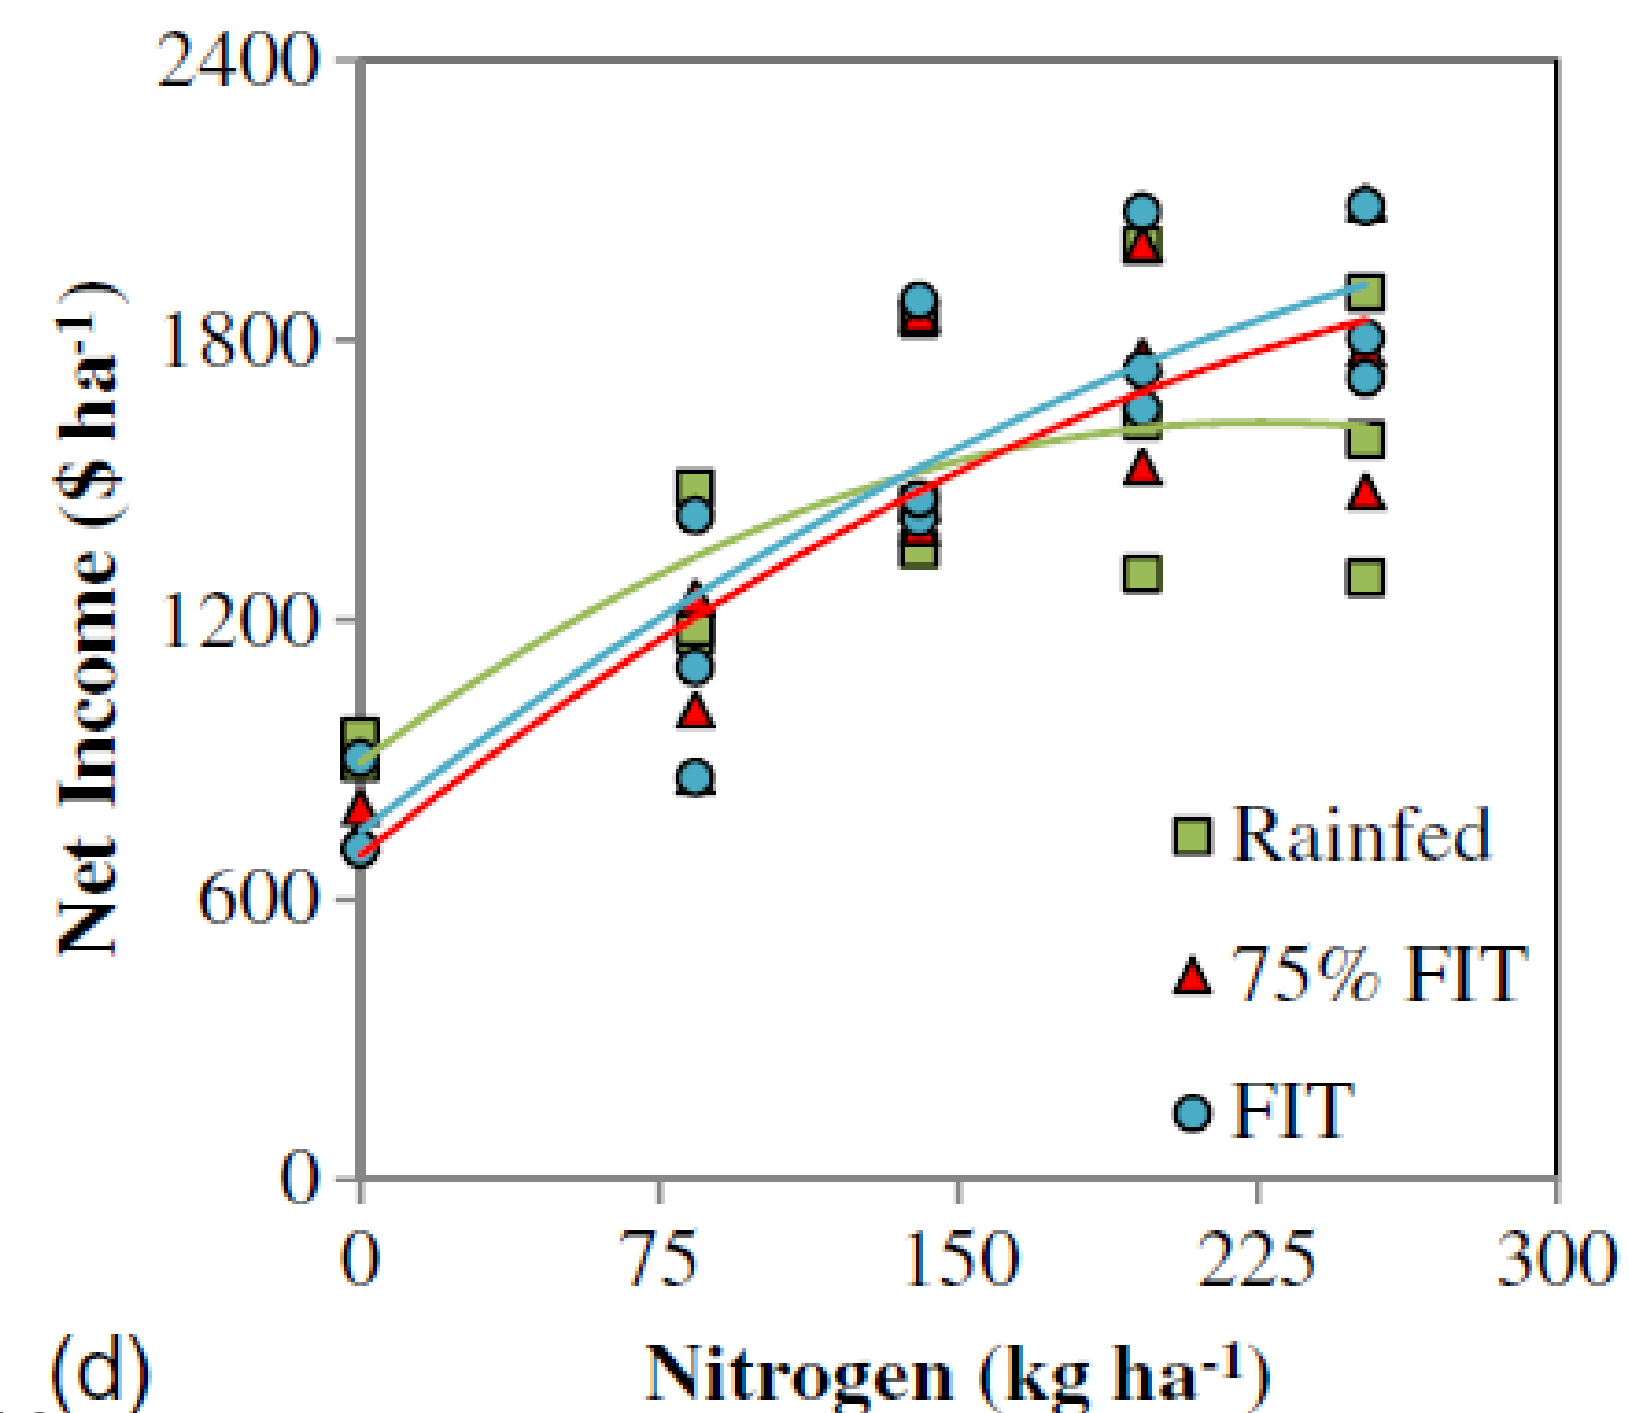 2400
1800
1200
600
0
Net Income ($ ha-1)
Rainfed
75% FIT
FIT
0 75 150 225 300
(d) Nitrogen (kg ha-1)